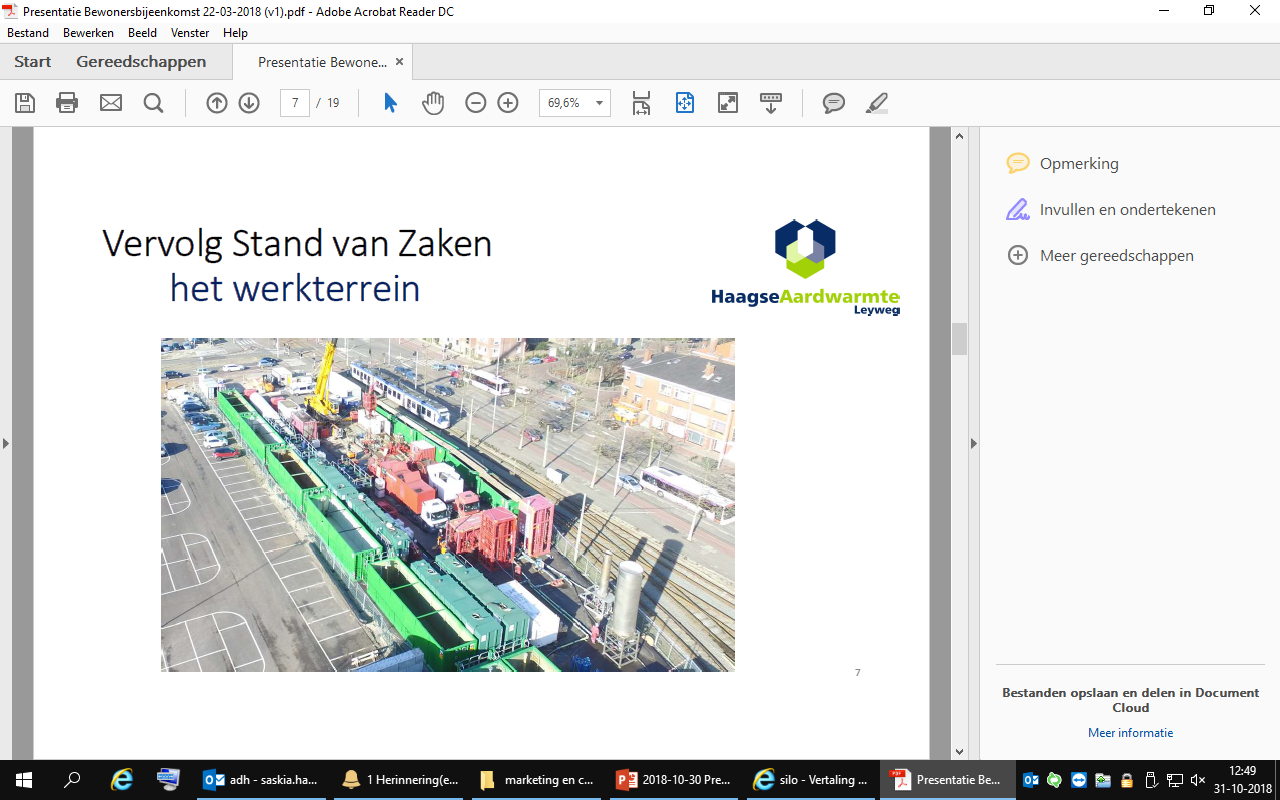 Presentatie Bewonersbijeenkomst 22-03-2018 (v1).pdf - Adobe Acrobat Reader DC
Bestand Bewerken Beeld Venster Help
Start Gereedschappen Presentatie Bewone... ×
7 / 19 69,6%
Opmerking
Invullen en ondertekenen
Meer gereedschappen
Vervolg Stand van Zaken
het werkterrein
HaagseAardwarmte
Leyweg
7
Bestanden opslaan en delen in Document
Cloud
Meer informatie
adh - saskia.ha... 1 Herinnering(e... marketing en c... 2018-10-30 Pre... silo - Vertaling ... Presentatie Be...
12:49
31-10-2018